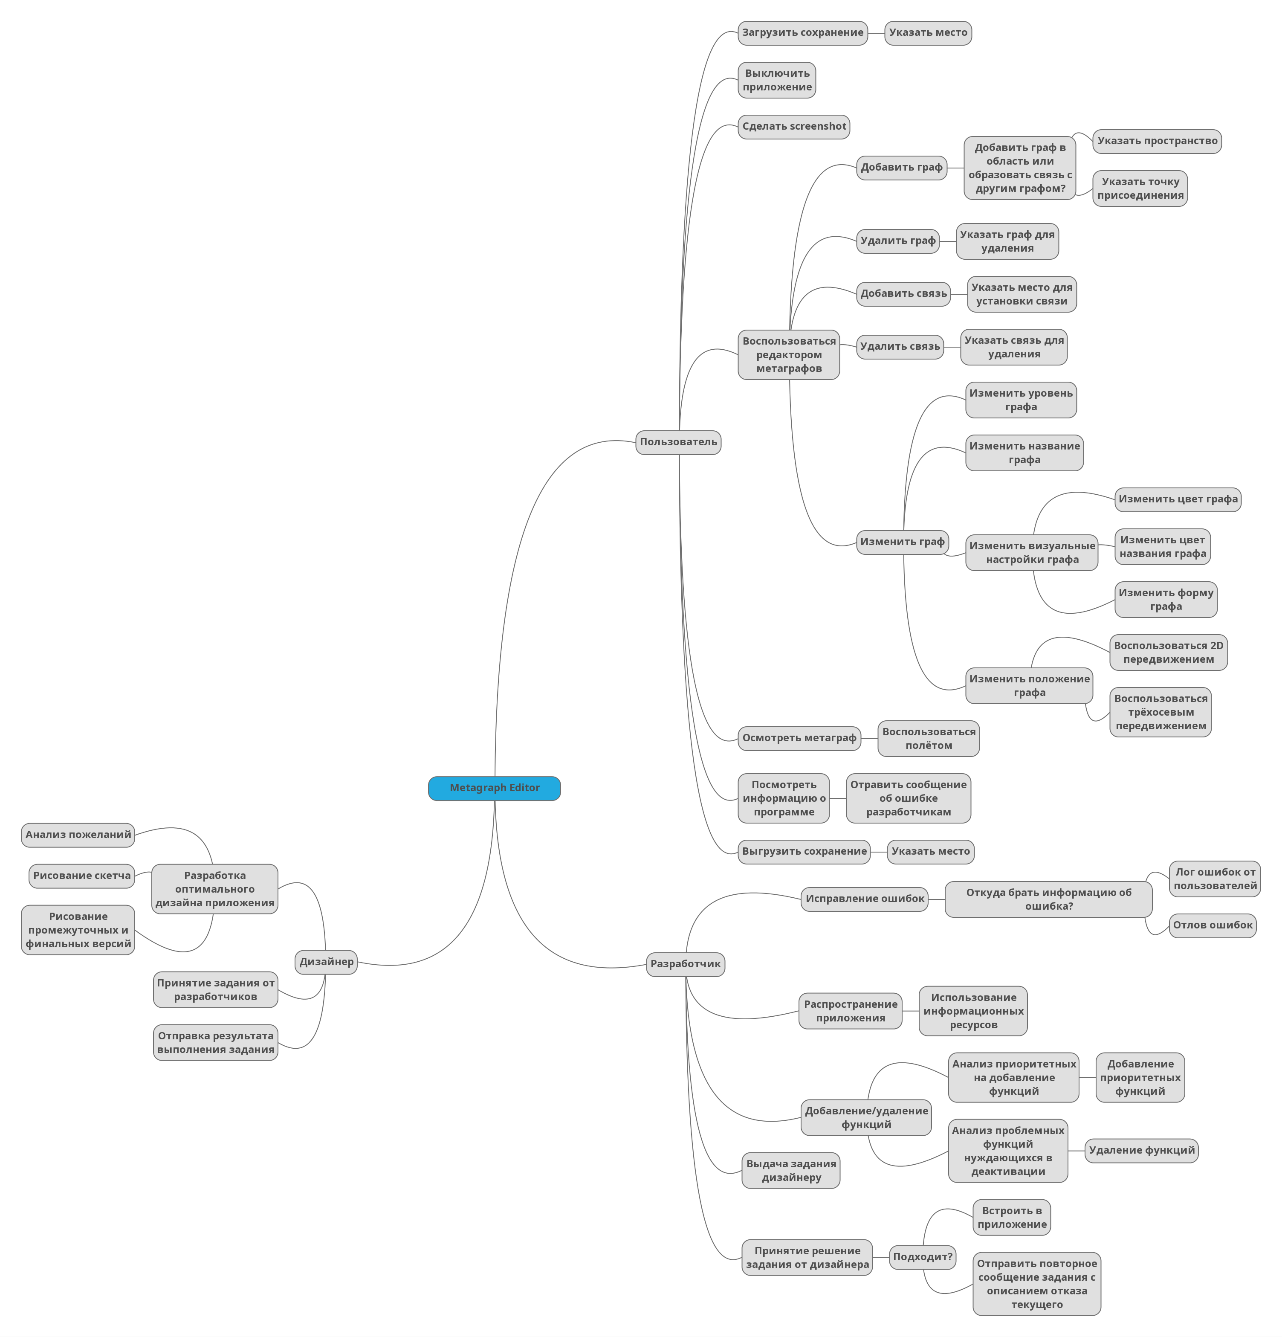 Загрузить сохранение
Указать место
Выключить
приложение
Сделать screenshot
Воспользоваться
редактором
метаграфов
Добавить граф
Добавить граф в
область или
образовать связь с
другим графом?
Указать пространство
Указать точку
присоединения
Удалить граф
Указать граф для
удаления
Добавить связь
Указать место для
установки связи
Удалить связь
Указать связь для
удаления
Изменить граф
Изменить уровень
графа
Изменить название
графа
Изменить визуальные
настройки графа
Изменить цвет графа
Изменить цвет
названия графа
Изменить форму
графа
Изменить положение
графа
Воспользоваться 2D
передвижением
Воспользоваться
трёхосевым
передвижением
Пользователь
Осмотреть метаграф
Воспользоваться
полётом
Посмотреть
информацию о
программе
Отравить сообщение
об ошибке
разработчикам
Выгрузить сохранение
Указать место
Metagraph Editor
Анализ пожеланий
Рисование скетча
Рисование
промежуточных и
финальных версий
Разработка
оптимального
дизайна приложения
Дизайнер
Принятие задания от
разработчиков
Отправка результата
выполнения задания
Разработчик
Исправление ошибок
Откуда брать информацию об
ошибка?
Лог ошибок от
пользователей
Отлов ошибок
Распространение
приложения
Использование
информационных
ресурсов
Добавление/удаление
функций
Анализ приоритетных
на добавление
функций
Добавление
приоритетных
функций
Анализ проблемных
функций
нуждающихся в
деактивации
Удаление функций
Выдача задания
дизайнеру
Принятие решение
задания от дизайнера
Подходит?
Встроить в
приложение
Отправить повторное
сообщение задания с
описанием отказа
текущего